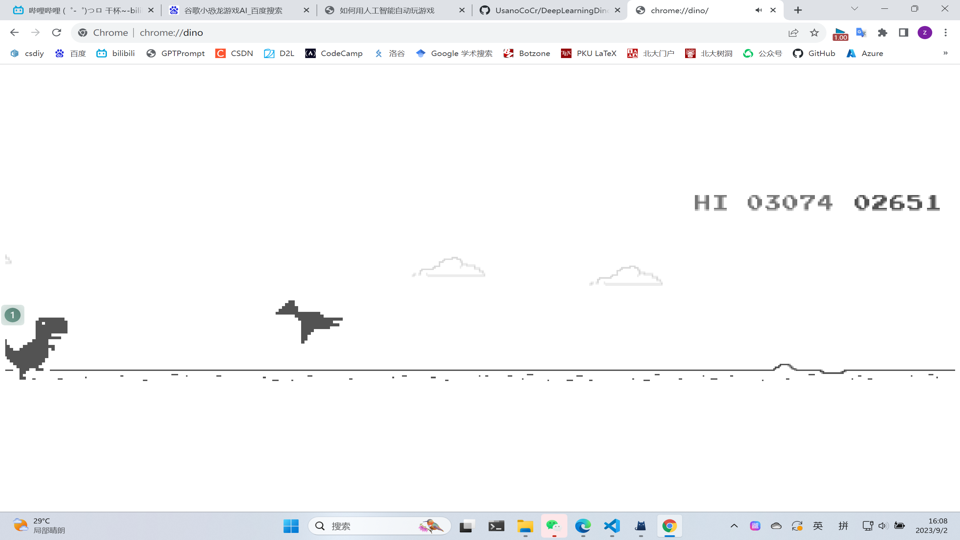 哔哩哔哩 (゜-゜)つロ 干杯~-bili
谷歌小恐龙游戏AI_百度搜索
如何用人工智能自动玩游戏
UsanoCoCr/DeepLearningDino
chrome://dino/
Chrome | chrome://dino
1.00
z
csdiy
百度
bilibili
GPTPrompt
CSDN
D2L
CodeCamp
洛谷
Google 学术搜索
Botzone
PKU LaTeX
北大门户
北大树洞
公众号
GitHub
Azure
»
HI 03074 02651
1
29°C
局部晴朗
搜索
英
拼
16:08
2023/9/2